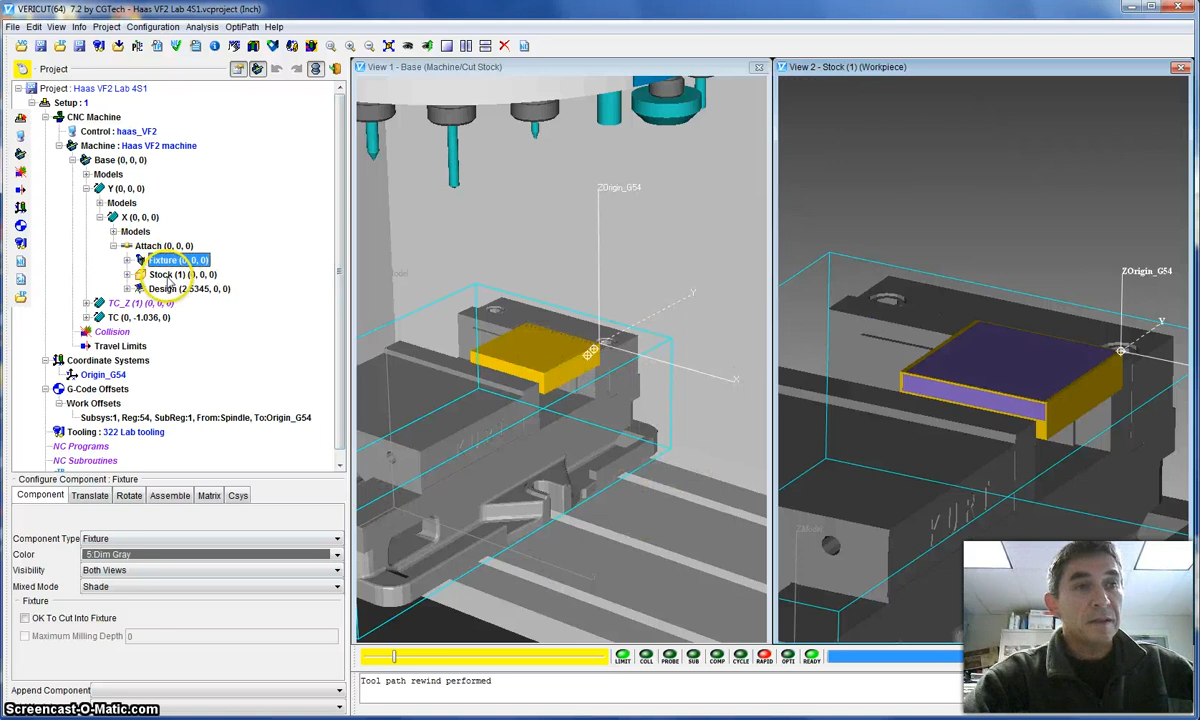 VERICUT(64) 7.2 by CGTech - Haas VF2 Lab 4S1.vcproject (Inch)
File Edit View Info Project Configuration Analysis OptiPath Help
Project
View 1 - Base (Machine/Cut Stock)
View 2 - Stock (1) (Workpiece)
Project : Haas VF2 Lab 4S1
Setup : 1
CNC Machine
Control : haas_VF2
Machine : Haas VF2 machine
Base (0, 0, 0)
Models
Y (0, 0, 0)
Models
X (0, 0, 0)
Models
Attach (0, 0, 0)
Fixture (0, 0, 0)
Stock (1) (0, 0, 0)
Design (2.5345, 0, 0)
TC_Z (1) (0, 0, 0)
TC (0, -1.036, 0)
Collision
Travel Limits
Coordinate Systems
Origin_G54
G-Code Offsets
Work Offsets
Subsys:1, Reg:54, SubReg:1, From:Spindle, To:Origin_G54
Tooling : 322 Lab tooling
NC Programs
NC Subroutines
ZOrigin_G54
Y
X
KURT
ZOrigin_G54
Y
KURT
ZModel
Configure Component : Fixture
Component Translate Rotate Assemble Matrix Csys
Component Type Fixture
Color 5:Dim Gray
Visibility Both Views
Mixed Mode Shade
Fixture
OK To Cut Into Fixture
Maximum Milling Depth 0
Append Component
LIMIT COLL PROBE SUB COMP CYCLE RAPID OPTI READY
Tool path rewind performed
Screencast-O-Matic.com